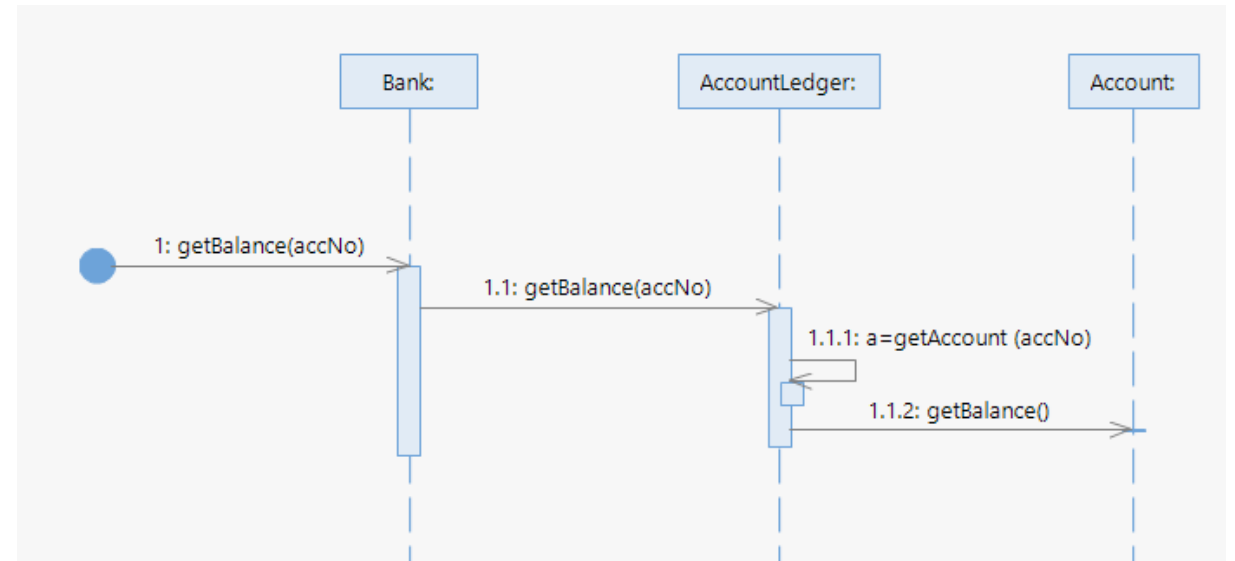 Bank:
AccountLedger:
Account:
1: getBalance(accNo)
1.1: getBalance(accNo)
1.1.1: a=getAccount (accNo)
1.1.2: getBalance()